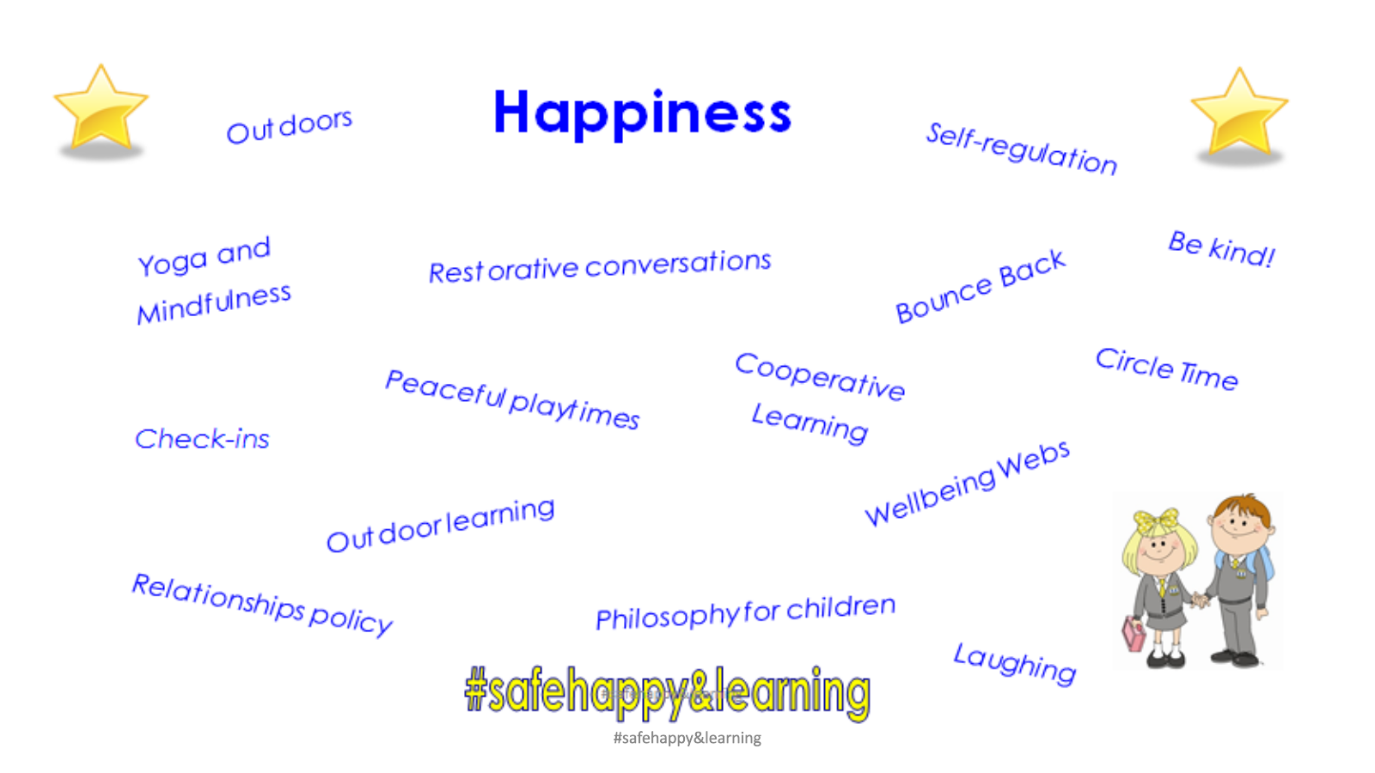 Happiness
Outdoors
Self-regulation
Yoga and
Mindfulness
Restorative conversations
Bounce Back
Be kind!
Peaceful playtimes
Cooperative
Learning
Circle Time
Check-ins
Outdoor learning
Wellbeing Webs
Relationships policy
Philosophy for children
Laughing
#safehappy&learning
#safehappy&learning